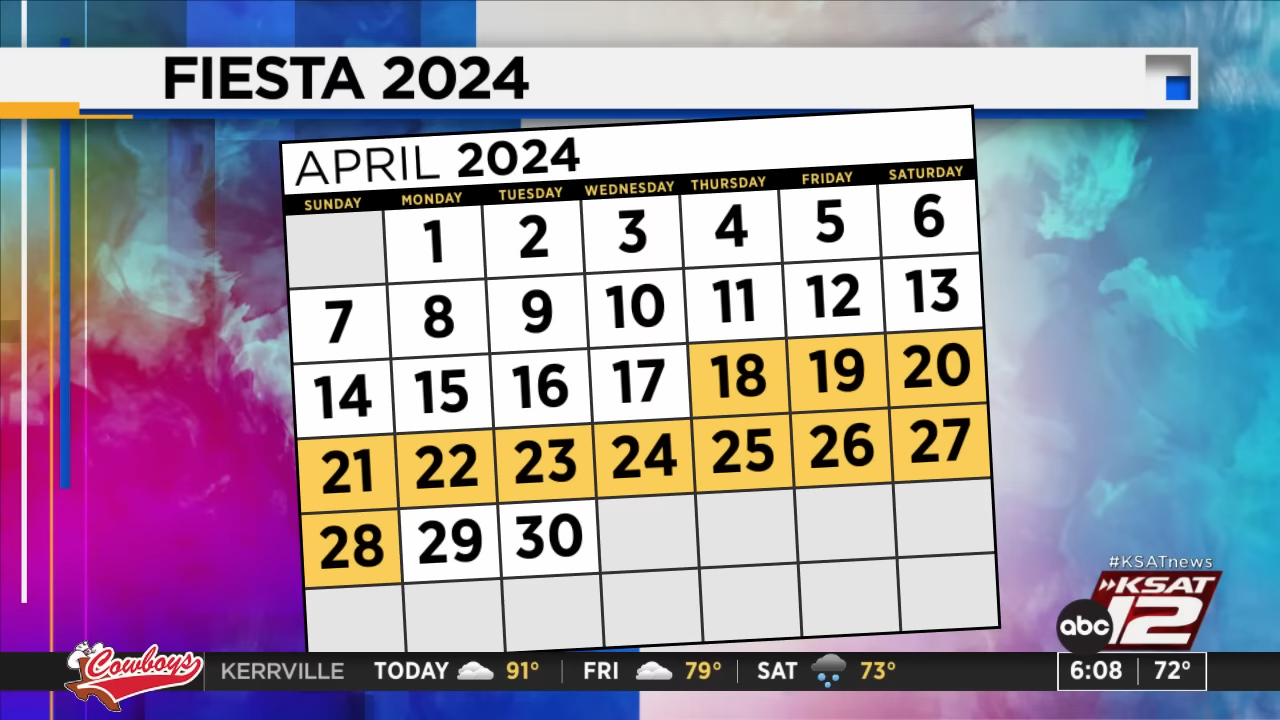 FIESTA 2024
APRIL 2024
SUNDAY MONDAY TUESDAY WEDNESDAY THURSDAY FRIDAY SATURDAY
1 2 3 4 5 6
7 8 9 10 11 12 13
14 15 16 17 18 19 20
21 22 23 24 25 26 27
28 29 30
#KSATnews
KSAT
abc 12
Cowboys KERRVILLE TODAY 91° FRI 79° SAT 73° 6:08 72°